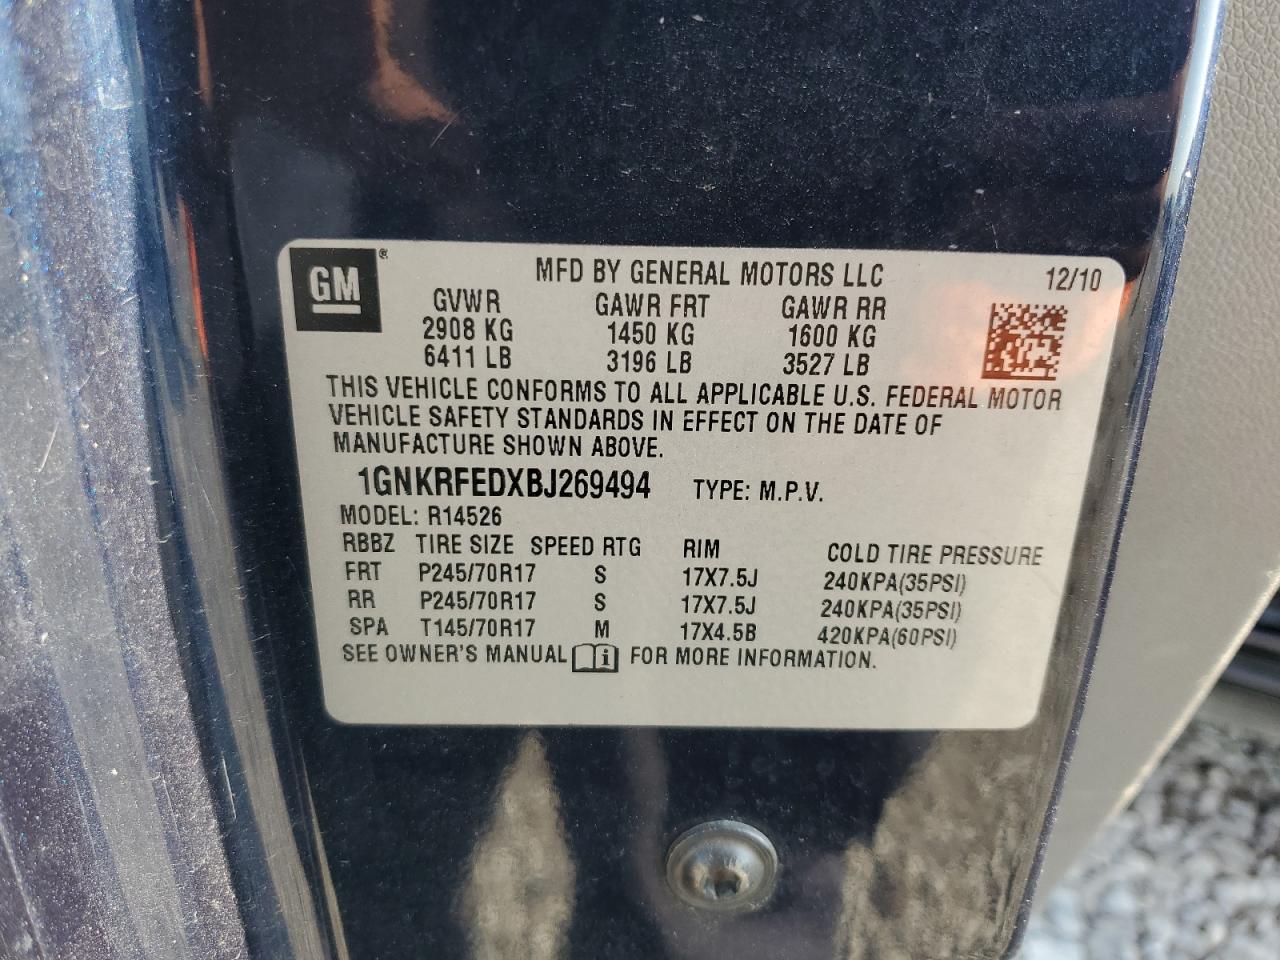 GM ®
MFD BY GENERAL MOTORS LLC 12/10
GVWR GAWR FRT GAWR RR
2908 KG 1450 KG 1600 KG
6411 LB 3196 LB 3527 LB
THIS VEHICLE CONFORMS TO ALL APPLICABLE U.S. FEDERAL MOTOR
VEHICLE SAFETY STANDARDS IN EFFECT ON THE DATE OF
MANUFACTURE SHOWN ABOVE.
1GNKRFEDXBJ269494 TYPE: M.P.V.
MODEL: R14526
RBBZ TIRE SIZE SPEED RTG RIM COLD TIRE PRESSURE
FRT P245/70R17 S 17X7.5J 240KPA(35PSI)
RR P245/70R17 S 17X7.5J 240KPA(35PSI)
SPA T145/70R17 M 17X4.5B 420KPA(60PSI)
SEE OWNER'S MANUAL i FOR MORE INFORMATION.